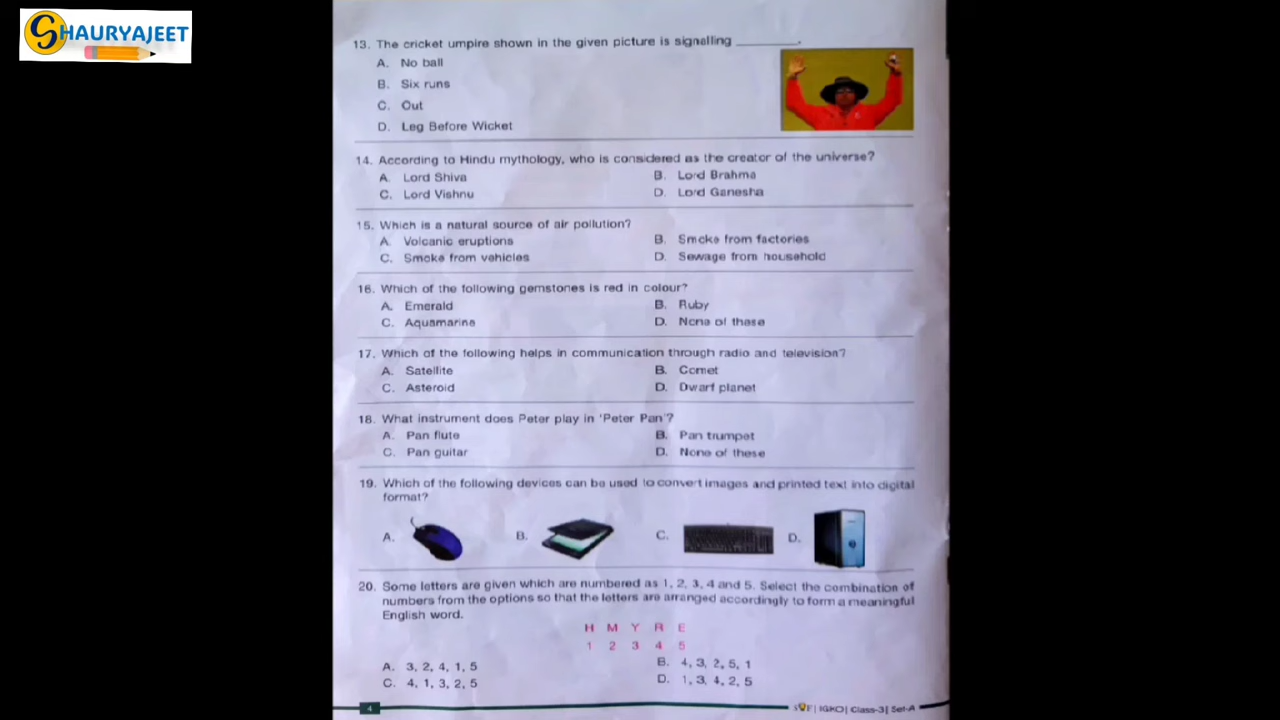 SHAURYAJEET
13. The cricket umpire shown in the given picture is signalling ________.
A. No ball
B. Six runs
C. Out
D. Leg Before Wicket
14. According to Hindu mythology, who is considered as the creator of the universe?
A. Lord Shiva B. Lord Brahma
C. Lord Vishnu D. Lord Ganesha
15. Which is a natural source of air pollution?
A. Volcanic eruptions B. Smoke from factories
C. Smoke from vehicles D. Sewage from household
16. Which of the following gemstones is red in colour?
A. Emerald B. Ruby
C. Aquamarine D. None of these
17. Which of the following helps in communication through radio and television?
A. Satellite B. Comet
C. Asteroid D. Dwarf planet
18. What instrument does Peter play in 'Peter Pan'?
A. Pan flute B. Pan trumpet
C. Pan guitar D. None of these
19. Which of the following devices can be used to convert images and printed text into digital
format?
A. B. C. D.
20. Some letters are given which are numbered as 1, 2, 3, 4 and 5. Select the combination of
numbers from the options so that the letters are arranged accordingly to form a meaningful
English word.
H M Y R E
1 2 3 4 5
A. 3, 2, 4, 1, 5 B. 4, 3, 2, 5, 1
C. 4, 1, 3, 2, 5 D. 1, 3, 4, 2, 5
4 SOF | IGKO | Class-3 | Set-A